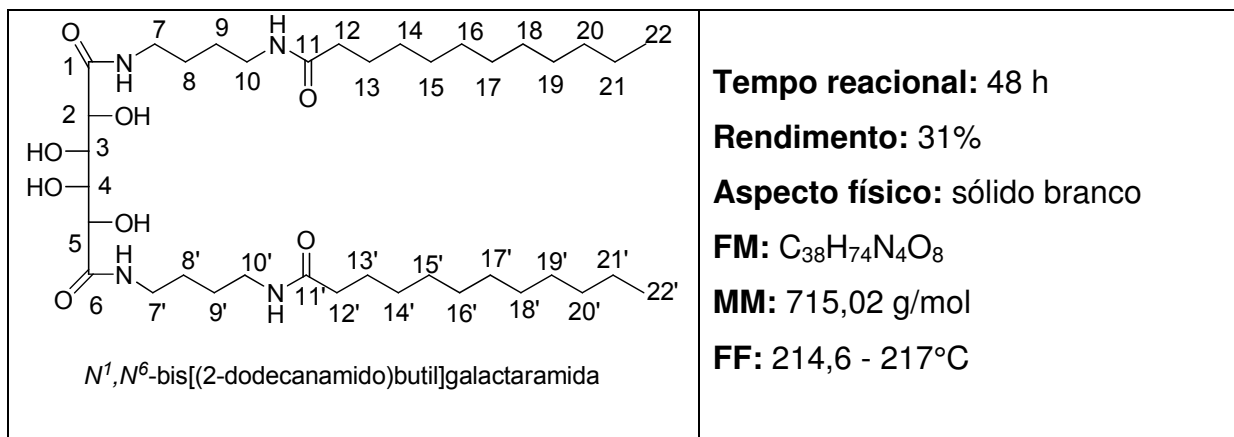 O
1
N
H
7
8
9
10
H
N
11
O
12
13
14
15
16
17
18
19
20
21
22
2
OH
HO
3
HO
4
OH
5
O
6
H
N
7'
8'
9'
10'
N
H
O
11'
12'
13'
14'
15'
16'
17'
18'
19'
20'
21'
22'
N¹,N⁶-bis[(2-dodecanamido)butil]galactaramida
Tempo reacional: 48 h
Rendimento: 31%
Aspecto físico: sólido branco
FM: C₃₈H₇₄N₄O₈
MM: 715,02 g/mol
FF: 214,6 - 217°C